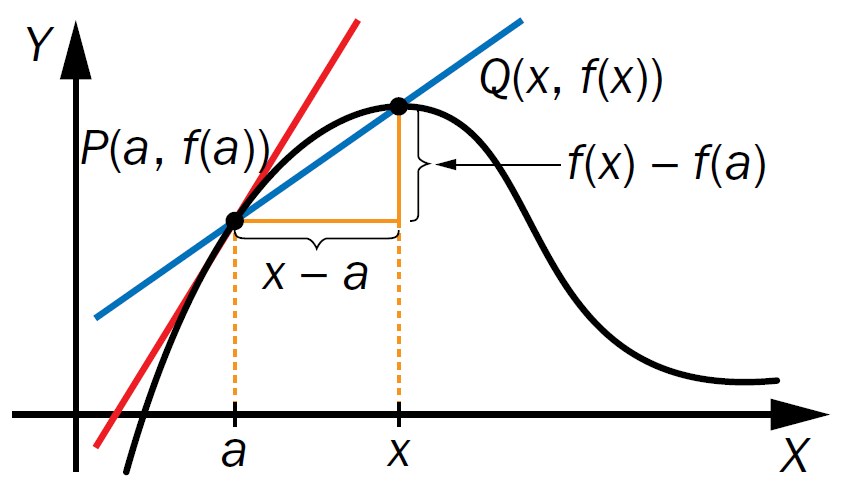 Y
Q(x, f(x))
P(a, f(a))
f(x) − f(a)
x − a
a
x
X